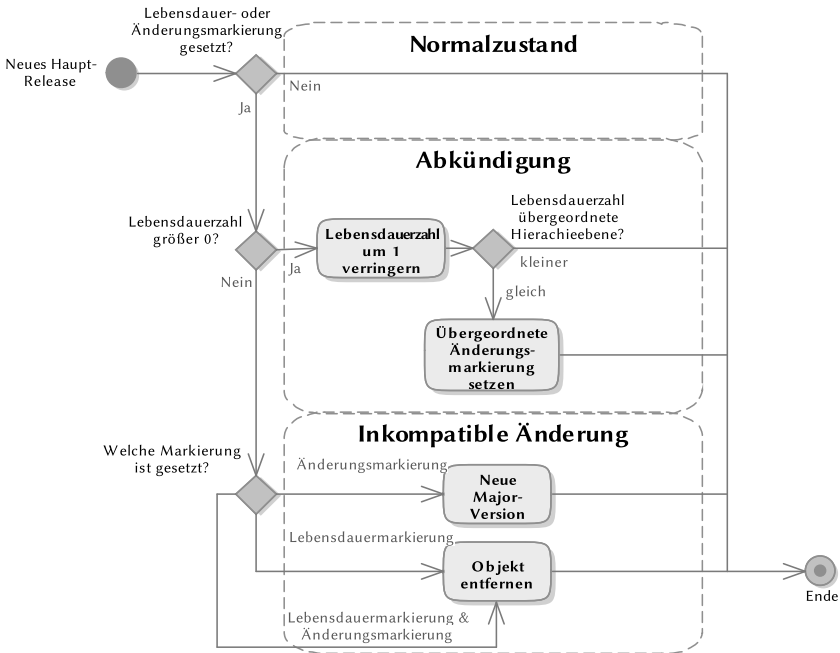 Lebensdauer- oder
Änderungsmarkierung
gesetzt?
Normalzustand
Neues Haupt-
Release
Nein
Ja
Abkündigung
Lebensdauerzahl
größer 0?
Lebensdauerzahl
um 1
verringern
Lebensdauerzahl
übergeordnete
Hierachieebene?
Ja
kleiner
Nein
gleich
Übergeordnete
Änderungs-
markierung
setzen
Inkompatible Änderung
Welche Markierung
ist gesetzt?
Änderungsmarkierung
Neue
Major-
Version
Lebensdauermarkierung
Objekt
entfernen
Ende
Lebensdauermarkierung &
Änderungsmarkierung